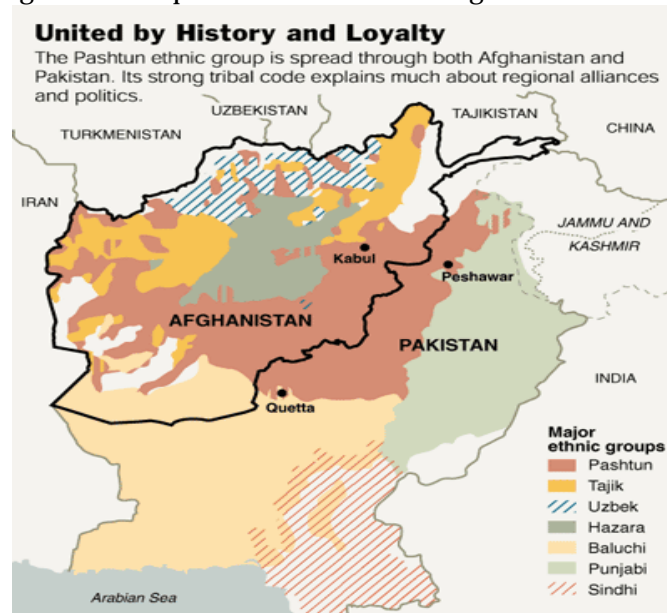 United by History and Loyalty
The Pashtun ethnic group is spread through both Afghanistan and
Pakistan. Its strong tribal code explains much about regional alliances
and politics.
UZBEKISTAN
TAJIKISTAN
TURKMENISTAN
CHINA
IRAN
JAMMU AND
KASHMIR
Kabul
Peshawar
AFGHANISTAN
PAKISTAN
INDIA
Quetta
Major
ethnic groups
Pashtun
Tajik
Uzbek
Hazara
Baluchi
Punjabi
Sindhi
Arabian Sea